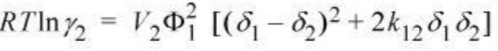 RT ln γ₂ = V₂Φ₁² [(δ₁ – δ₂)² + 2k₁₂δ₁δ₂]